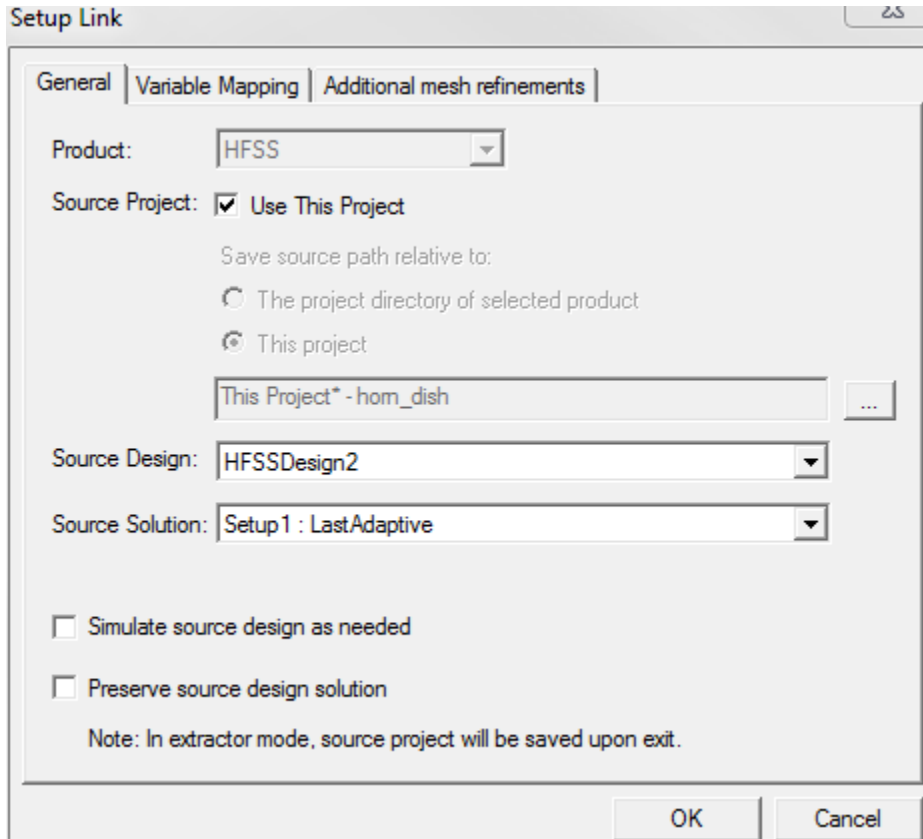 Setup Link
General Variable Mapping Additional mesh refinements
Product: HFSS
Source Project: Use This Project
Save source path relative to:
The project directory of selected product
This project
This Project* - horn_dish
...
Source Design: HFSSDesign2
Source Solution: Setup1 : LastAdaptive
Simulate source design as needed
Preserve source design solution
Note: In extractor mode, source project will be saved upon exit.
OK Cancel